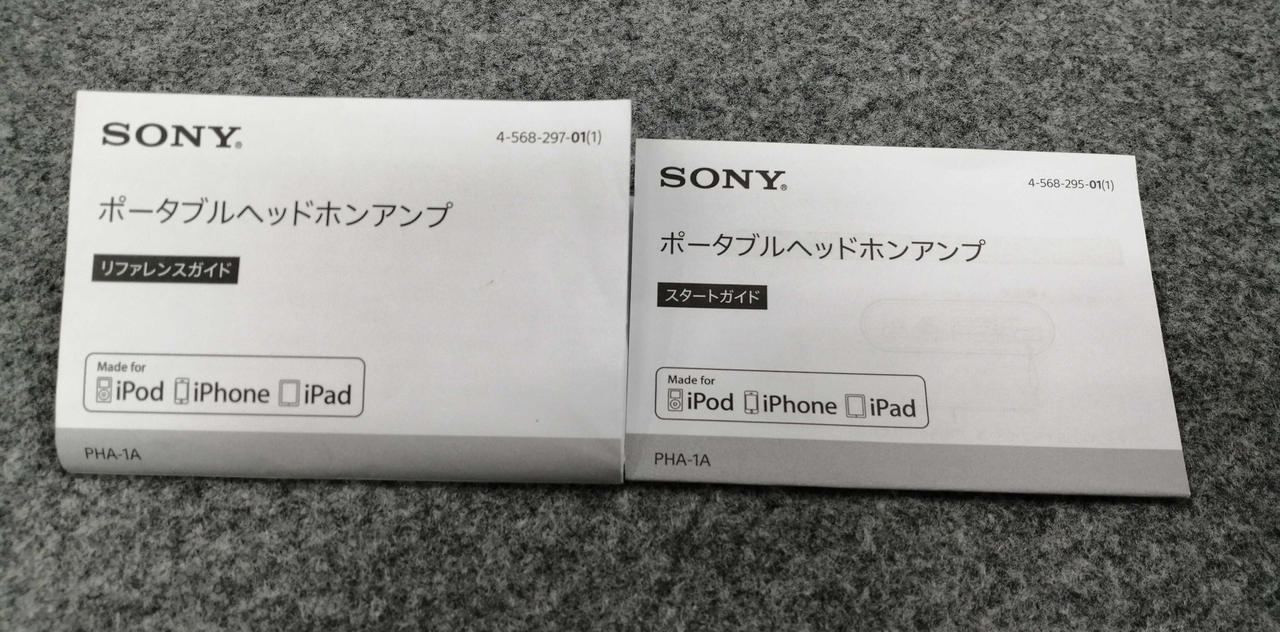 SONY®
4-568-297-01(1)
ポータブルヘッドホンアンプ
リファレンスガイド
Made for
iPod iPhone iPad
PHA-1A
SONY®
4-568-295-01(1)
ポータブルヘッドホンアンプ
スタートガイド
Made for
iPod iPhone iPad
PHA-1A